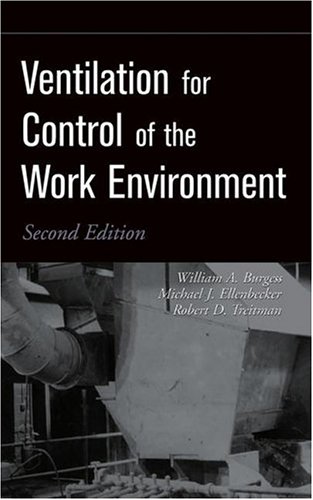 Ventilation for
Control of the
Work Environment
Second Edition
William A. Burgess
Michael J. Ellenbecker
Robert D. Treitman